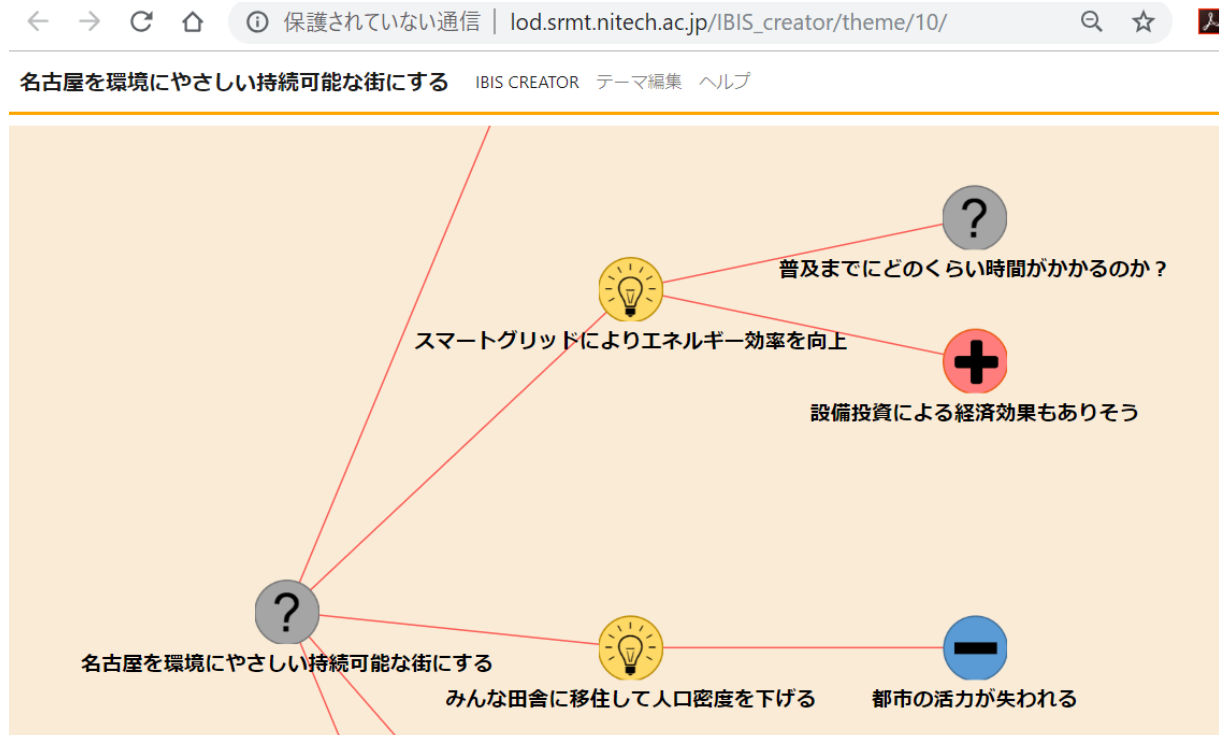 保護されていない通信 | lod.srmt.nitech.ac.jp/IBIS_creator/theme/10/
名古屋を環境にやさしい持続可能な街にする IBIS CREATOR テーマ編集 ヘルプ
?
普及までにどのくらい時間がかかるのか？
スマートグリッドによりエネルギー効率を向上
設備投資による経済効果もありそう
?
名古屋を環境にやさしい持続可能な街にする
みんな田舎に移住して人口密度を下げる
都市の活力が失われる